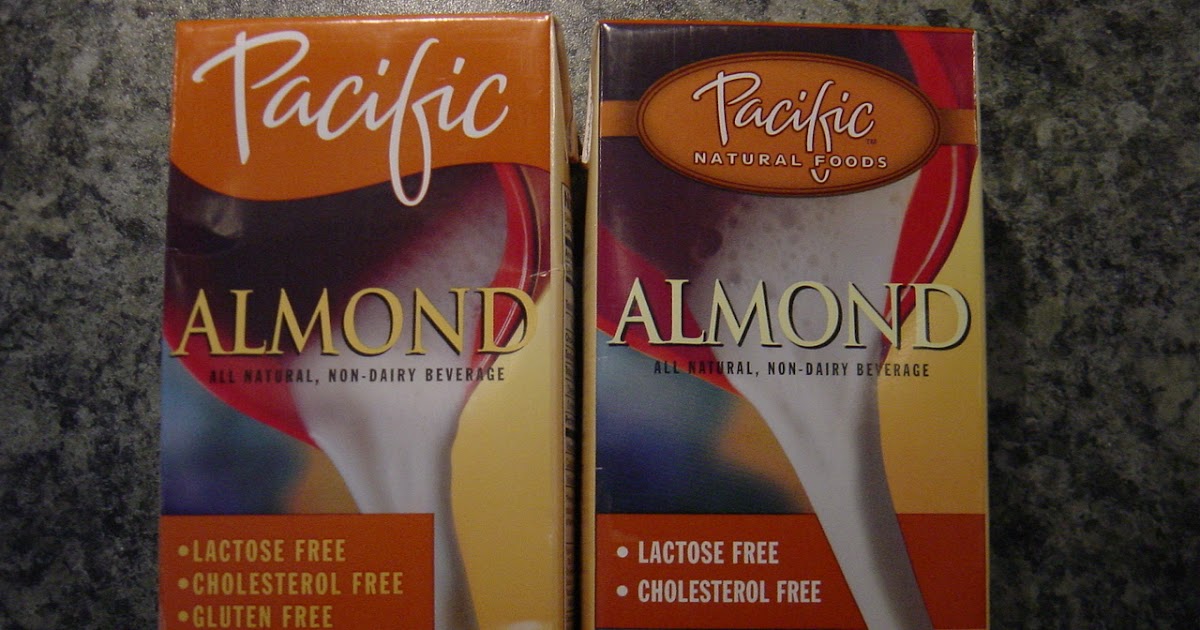 Pacific
ALMOND
ALL NATURAL, NON-DAIRY BEVERAGE
•LACTOSE FREE
•CHOLESTEROL FREE
•GLUTEN FREE
Pacific™
NATURAL FOODS
ALMOND
ALL NATURAL, NON-DAIRY BEVERAGE
• LACTOSE FREE
• CHOLESTEROL FREE